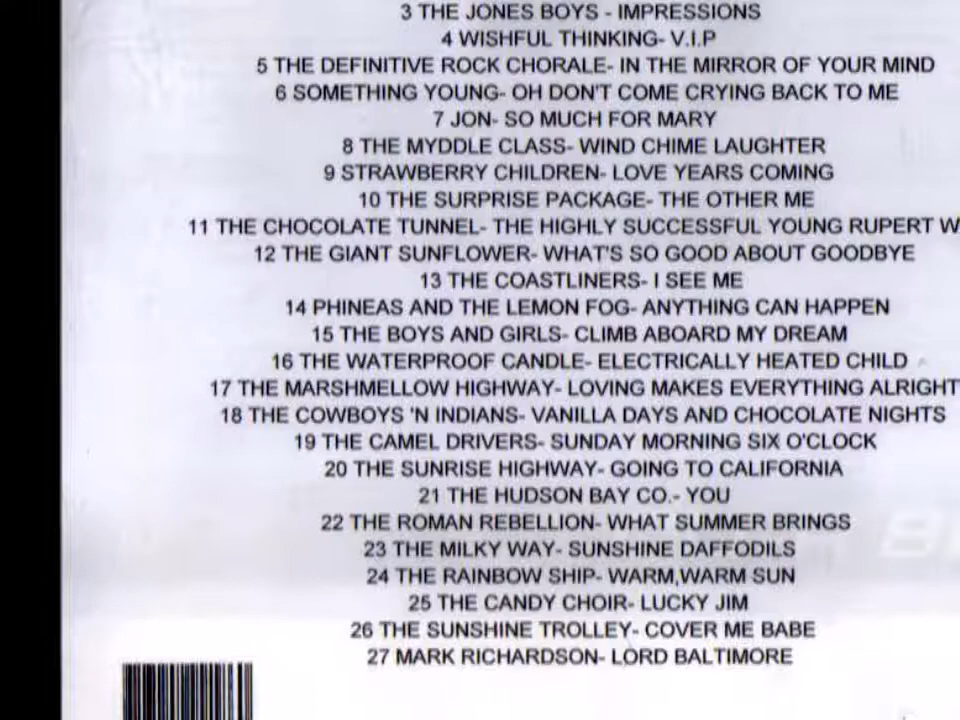 3 THE JONES BOYS - IMPRESSIONS
4 WISHFUL THINKING- V.I.P
5 THE DEFINITIVE ROCK CHORALE- IN THE MIRROR OF YOUR MIND
6 SOMETHING YOUNG- OH DON'T COME CRYING BACK TO ME
7 JON- SO MUCH FOR MARY
8 THE MYDDLE CLASS- WIND CHIME LAUGHTER
9 STRAWBERRY CHILDREN- LOVE YEARS COMING
10 THE SURPRISE PACKAGE- THE OTHER ME
11 THE CHOCOLATE TUNNEL- THE HIGHLY SUCCESSFUL YOUNG RUPERT W
12 THE GIANT SUNFLOWER- WHAT'S SO GOOD ABOUT GOODBYE
13 THE COASTLINERS- I SEE ME
14 PHINEAS AND THE LEMON FOG- ANYTHING CAN HAPPEN
15 THE BOYS AND GIRLS- CLIMB ABOARD MY DREAM
16 THE WATERPROOF CANDLE- ELECTRICALLY HEATED CHILD
17 THE MARSHMELLOW HIGHWAY- LOVING MAKES EVERYTHING ALRIGHT
18 THE COWBOYS 'N INDIANS- VANILLA DAYS AND CHOCOLATE NIGHTS
19 THE CAMEL DRIVERS- SUNDAY MORNING SIX O'CLOCK
20 THE SUNRISE HIGHWAY- GOING TO CALIFORNIA
21 THE HUDSON BAY CO.- YOU
22 THE ROMAN REBELLION- WHAT SUMMER BRINGS
23 THE MILKY WAY- SUNSHINE DAFFODILS
24 THE RAINBOW SHIP- WARM,WARM SUN
25 THE CANDY CHOIR- LUCKY JIM
26 THE SUNSHINE TROLLEY- COVER ME BABE
27 MARK RICHARDSON- LORD BALTIMORE